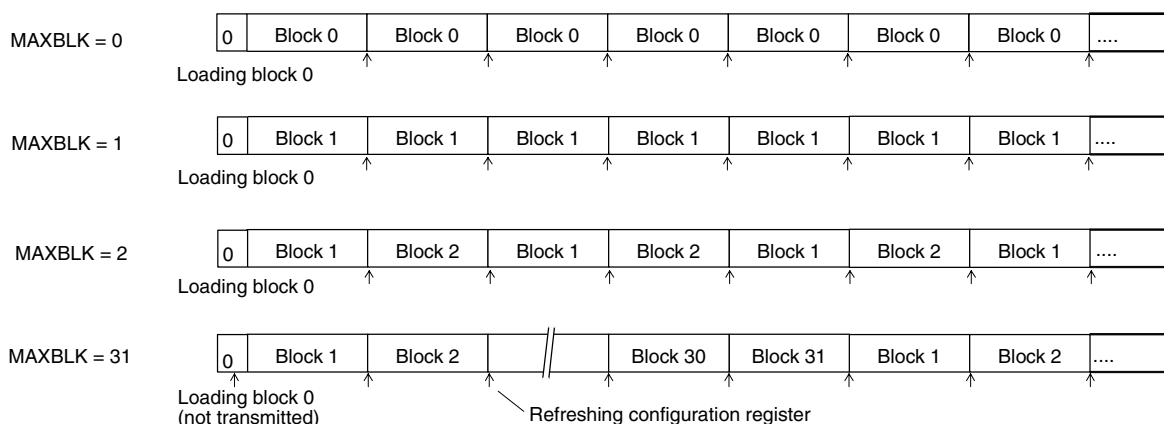 MAXBLK = 0 0 Block 0 Block 0 Block 0 Block 0 Block 0 Block 0 Block 0 ....
Loading block 0
MAXBLK = 1 0 Block 1 Block 1 Block 1 Block 1 Block 1 Block 1 Block 1 ....
Loading block 0
MAXBLK = 2 0 Block 1 Block 2 Block 1 Block 2 Block 1 Block 2 Block 1 ....
Loading block 0
MAXBLK = 31 0 Block 1 Block 2 Block 30 Block 31 Block 1 Block 2 ....
Loading block 0
(not transmitted) Refreshing configuration register